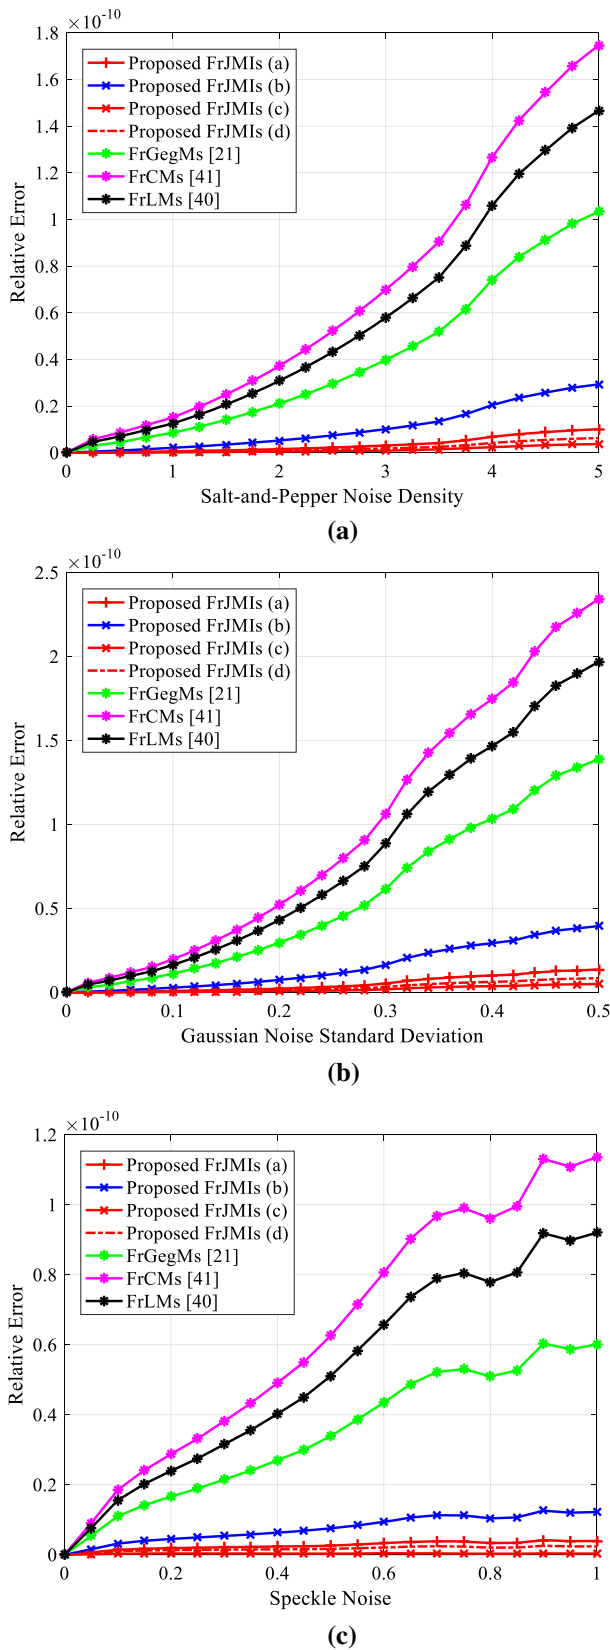 ×10-10
1.8
1.6
1.4
1.2
1
0.8
0.6
0.4
0.2
0
Relative Error
Proposed FrJMIs (a)
Proposed FrJMIs (b)
Proposed FrJMIs (c)
Proposed FrJMIs (d)
FrGegMs [21]
FrCMs [41]
FrLMs [40]
0 1 2 3 4 5
Salt-and-Pepper Noise Density
(a)
×10-10
2.5
2
1.5
1
0.5
0
Relative Error
Proposed FrJMIs (a)
Proposed FrJMIs (b)
Proposed FrJMIs (c)
Proposed FrJMIs (d)
FrGegMs [21]
FrCMs [41]
FrLMs [40]
0 0.1 0.2 0.3 0.4 0.5
Gaussian Noise Standard Deviation
(b)
×10-10
1.2
1
0.8
0.6
0.4
0.2
0
Relative Error
Proposed FrJMIs (a)
Proposed FrJMIs (b)
Proposed FrJMIs (c)
Proposed FrJMIs (d)
FrGegMs [21]
FrCMs [41]
FrLMs [40]
0 0.2 0.4 0.6 0.8 1
Speckle Noise
(c)